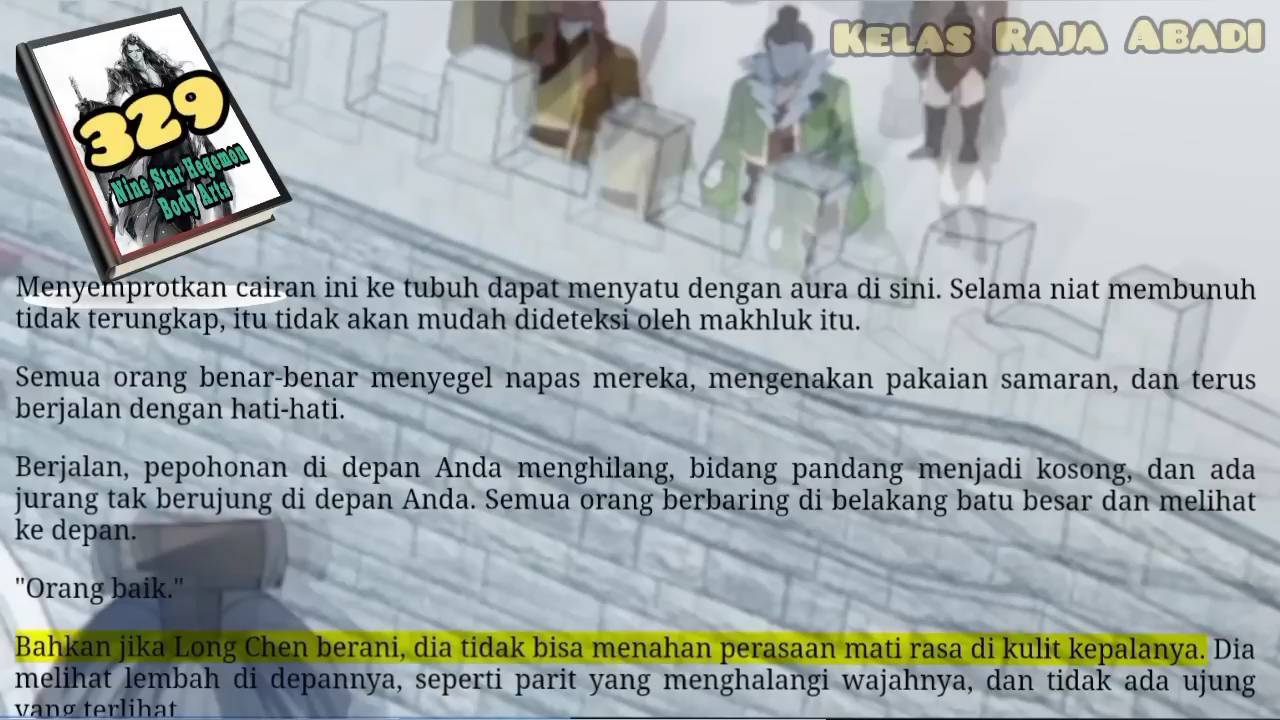 Kelas Raja Abadi
329
Nine Star Hegemon
Body Arts
Menyemprotkan cairan ini ke tubuh dapat menyatu dengan aura di sini. Selama niat membunuh
tidak terungkap, itu tidak akan mudah dideteksi oleh makhluk itu.
Semua orang benar-benar menyegel napas mereka, mengenakan pakaian samaran, dan terus
berjalan dengan hati-hati.
Berjalan, pepohonan di depan Anda menghilang, bidang pandang menjadi kosong, dan ada
jurang tak berujung di depan Anda. Semua orang berbaring di belakang batu besar dan melihat
ke depan.
"Orang baik."
Bahkan jika Long Chen berani, dia tidak bisa menahan perasaan mati rasa di kulit kepalanya. Dia
melihat lembah di depannya, seperti parit yang menghalangi wajahnya, dan tidak ada ujung
yang terlihat